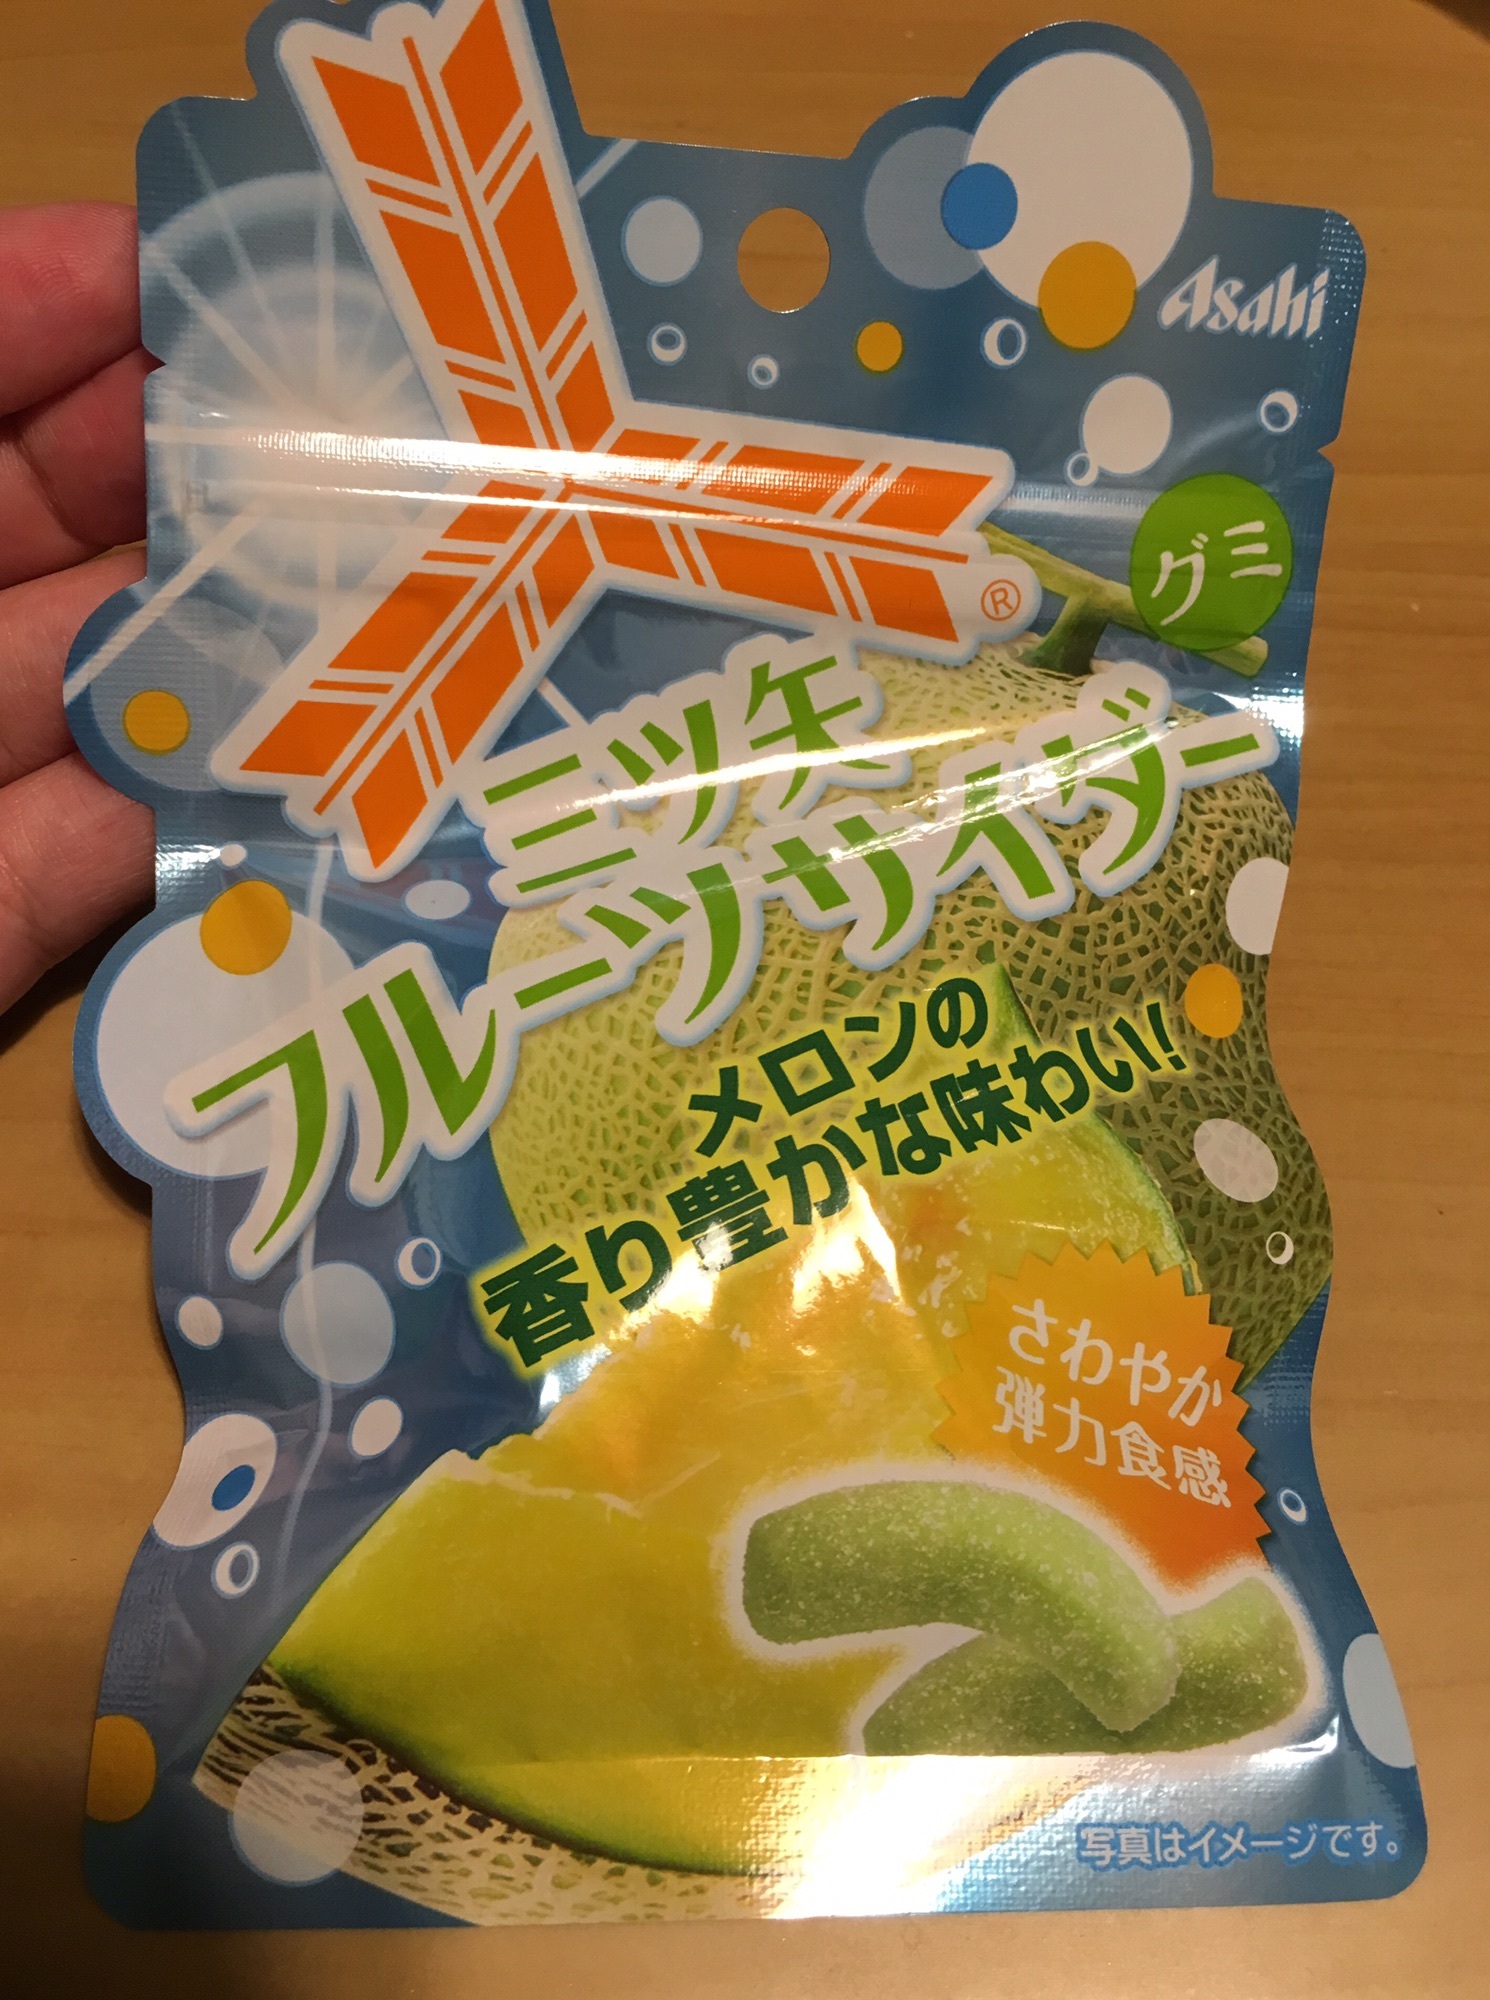 Asahi
グミ
®
三ツ矢
フルーツサイダー
メロンの
香り豊かな味わい!
さわやか
弾力食感
写真はイメージです。